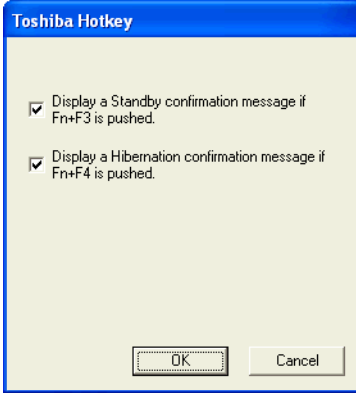 Toshiba Hotkey
Display a Standby confirmation message if
Fn+F3 is pushed.
Display a Hibernation confirmation message if
Fn+F4 is pushed.
OK
Cancel